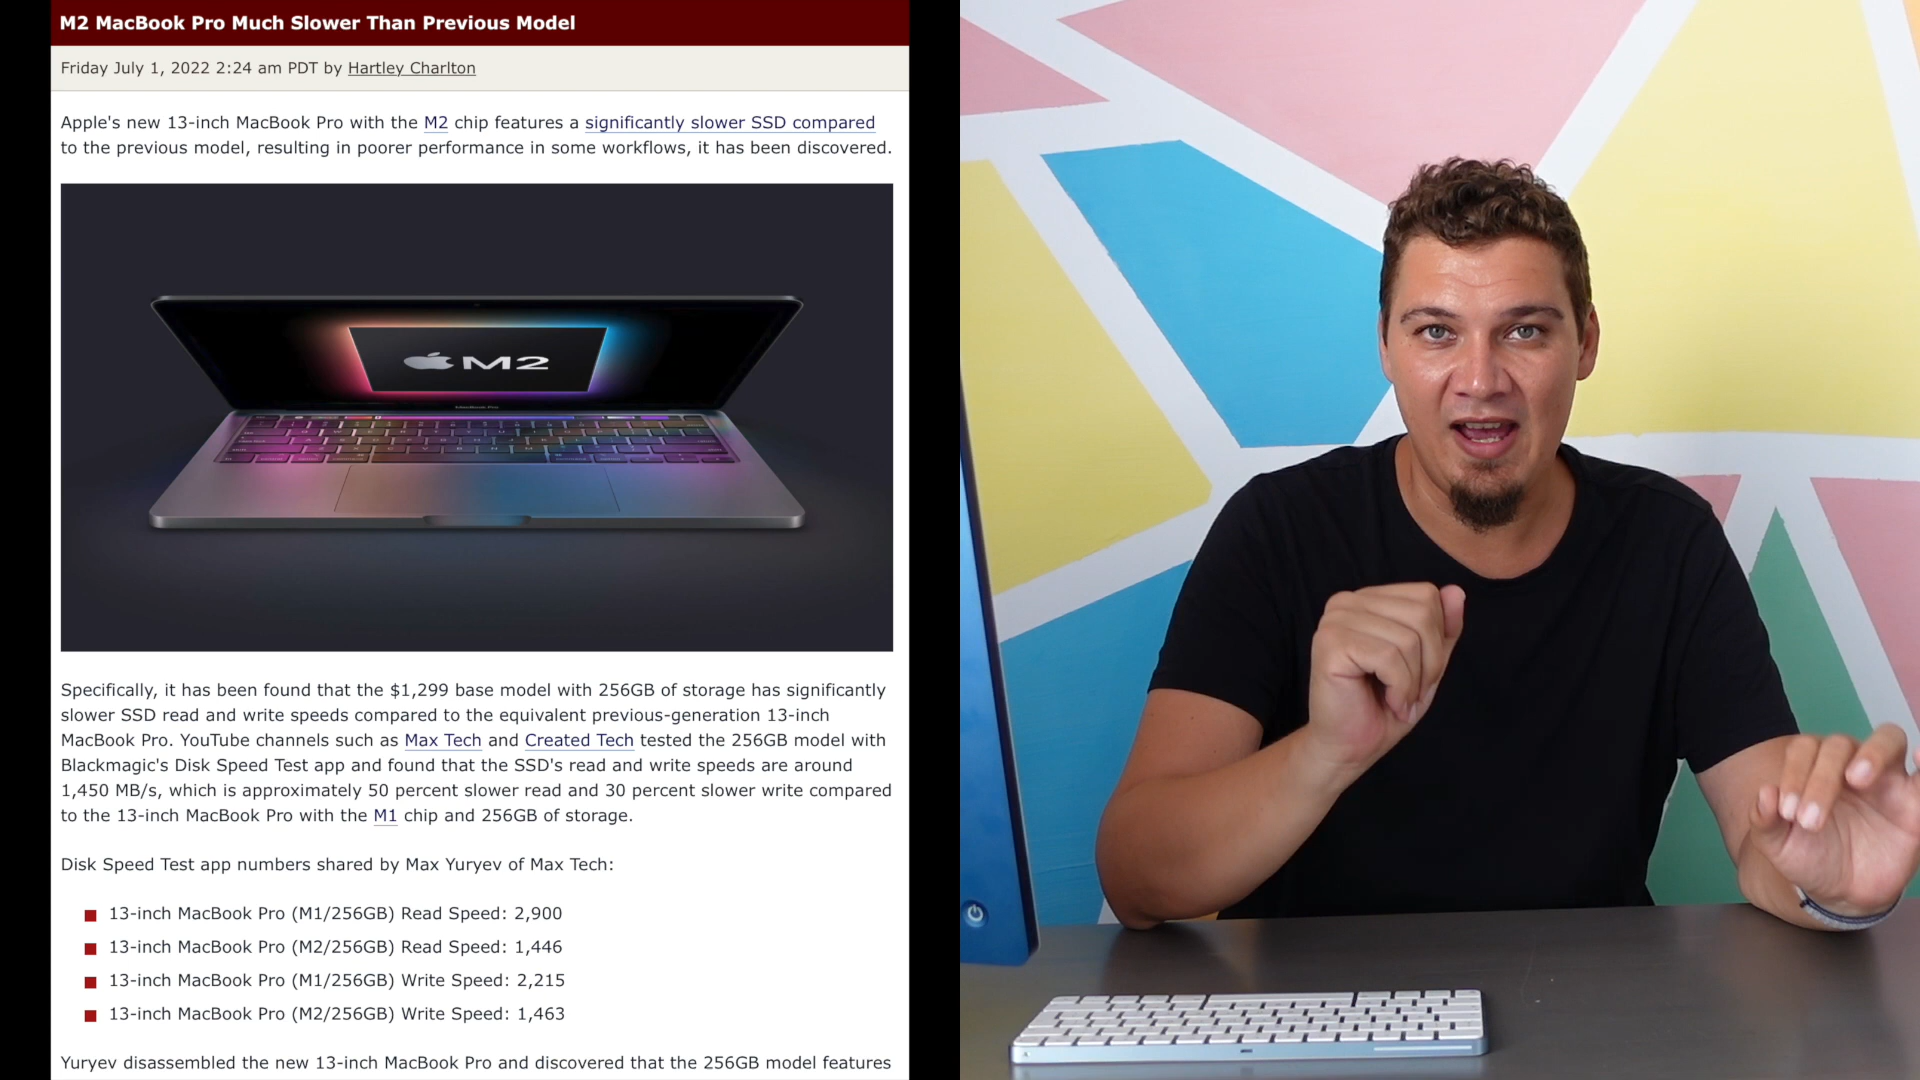 M2 MacBook Pro Much Slower Than Previous Model
Friday July 1, 2022 2:24 am PDT by Hartley Charlton
Apple's new 13-inch MacBook Pro with the M2 chip features a significantly slower SSD compared
to the previous model, resulting in poorer performance in some workflows, it has been discovered.
M2
MacBook Pro
Specifically, it has been found that the $1,299 base model with 256GB of storage has significantly
slower SSD read and write speeds compared to the equivalent previous-generation 13-inch
MacBook Pro. YouTube channels such as Max Tech and Created Tech tested the 256GB model with
Blackmagic's Disk Speed Test app and found that the SSD's read and write speeds are around
1,450 MB/s, which is approximately 50 percent slower read and 30 percent slower write compared
to the 13-inch MacBook Pro with the M1 chip and 256GB of storage.
Disk Speed Test app numbers shared by Max Yuryev of Max Tech:
13-inch MacBook Pro (M1/256GB) Read Speed: 2,900
13-inch MacBook Pro (M2/256GB) Read Speed: 1,446
13-inch MacBook Pro (M1/256GB) Write Speed: 2,215
13-inch MacBook Pro (M2/256GB) Write Speed: 1,463
Yuryev disassembled the new 13-inch MacBook Pro and discovered that the 256GB model features